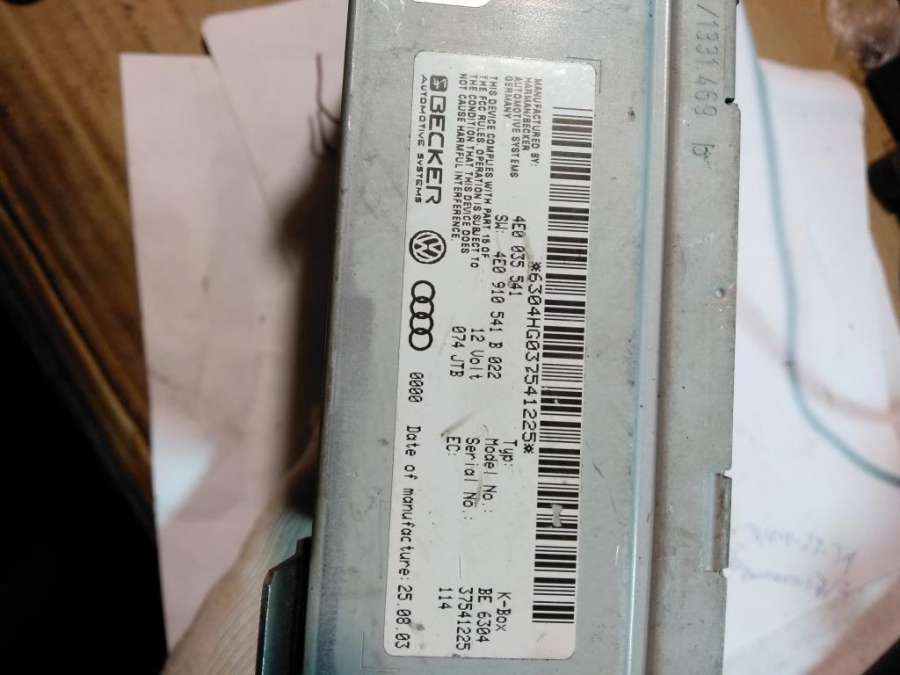 /1331469 b
*6304HG037541225*
MANUFACTURED BY:
HARMAN/BECKER
AUTOMOTIVE SYSTEMS
GERMANY
THIS DEVICE COMPLIES WITH PART 15 OF
THE FCC RULES. OPERATION IS SUBJECT TO
THE CONDITION THAT THIS DEVICE DOES
NOT CAUSE HARMFUL INTERFERENCE.
BECKER
AUTOMOTIVE SYSTEMS
4E0 035 541
SW: 4E0 910 541 B 022
12 Volt
074 JTB
0000
Typ: K-Box
Model No.: BE 6304
Serial No.: 37541225
EC: 114
Date of manufacture: 25.08.03